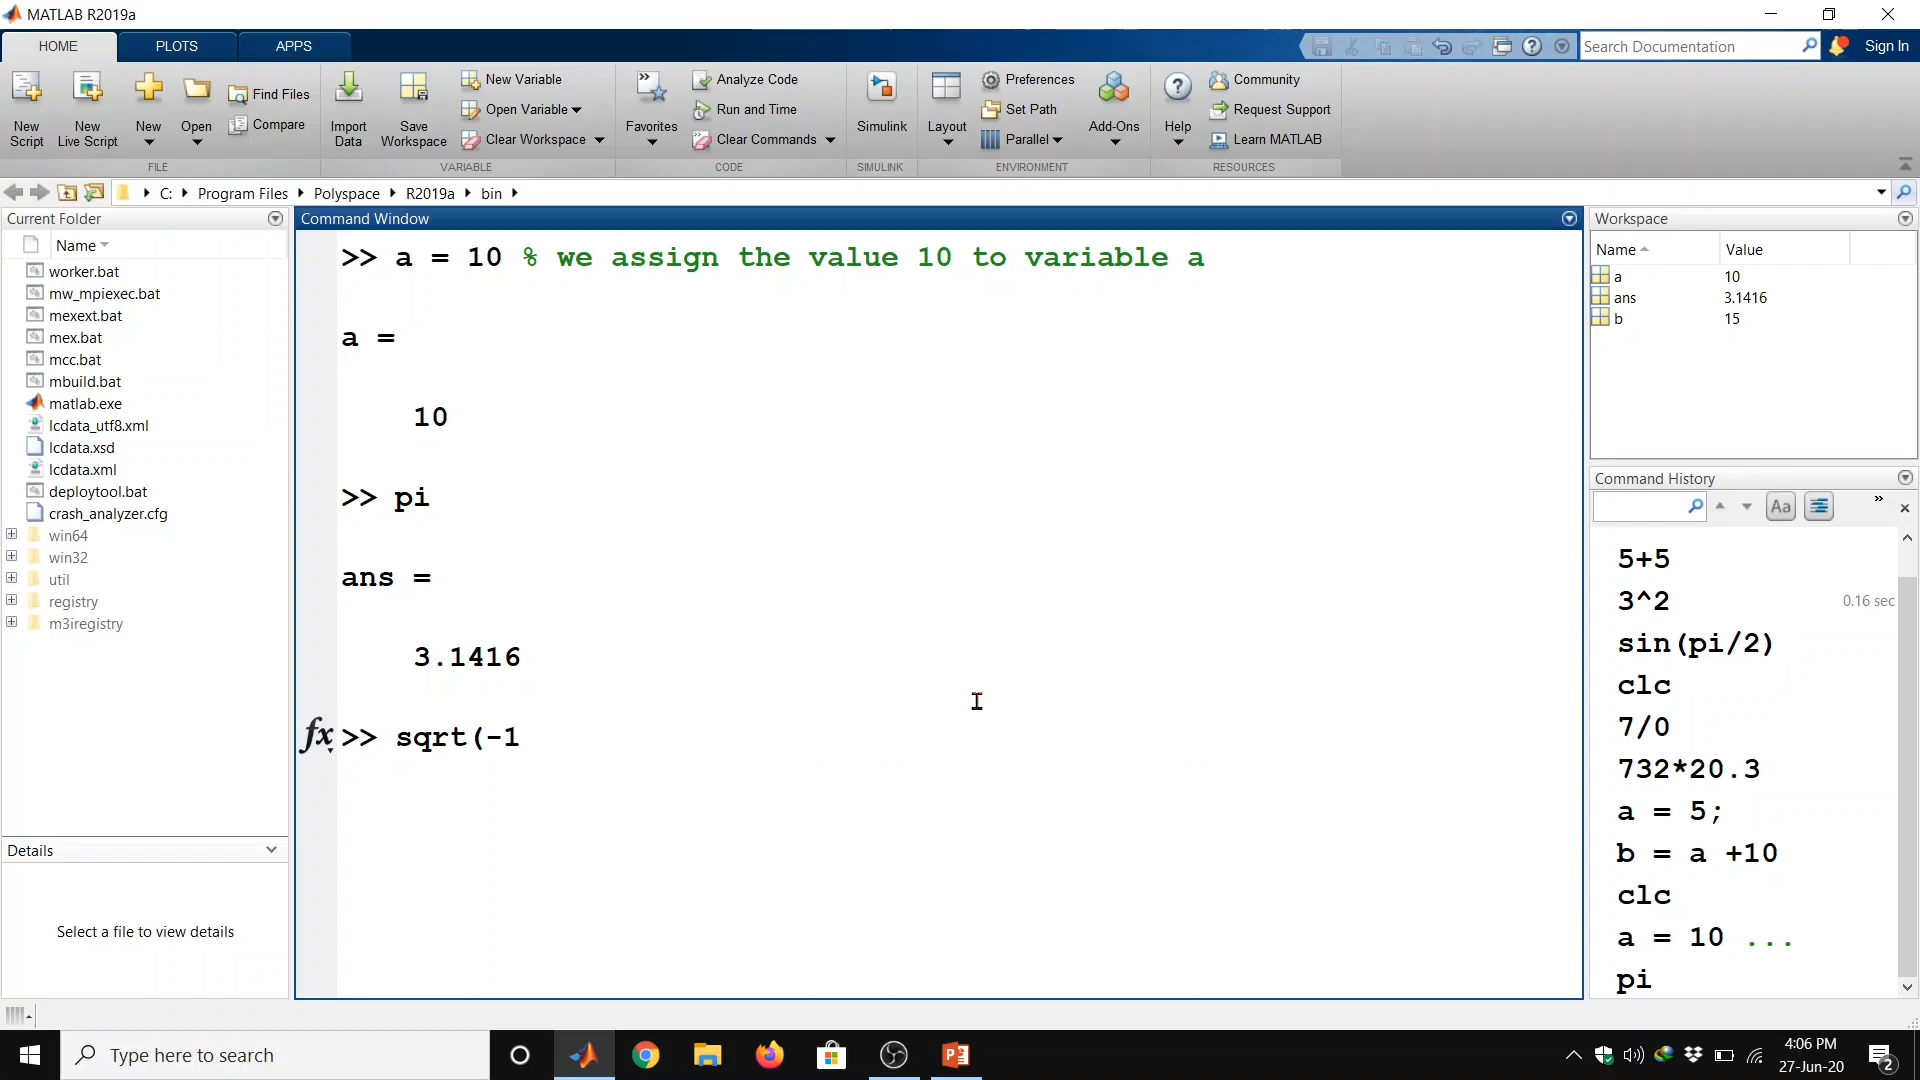 MATLAB R2019a
HOME PLOTS APPS
Search Documentation
Sign In
New Script
New Live Script
New
Open
Find Files
Compare
Import Data
Save Workspace
New Variable
Open Variable
Clear Workspace
Favorites
Analyze Code
Run and Time
Clear Commands
Simulink
Layout
Preferences
Set Path
Parallel
Add-Ons
Help
Community
Request Support
Learn MATLAB
FILE VARIABLE CODE SIMULINK ENVIRONMENT RESOURCES
C: Program Files Polyspace R2019a bin
Current Folder
Name
worker.bat
mw_mpiexec.bat
mexext.bat
mex.bat
mcc.bat
mbuild.bat
matlab.exe
lcdata_utf8.xml
lcdata.xsd
lcdata.xml
deploytool.bat
crash_analyzer.cfg
win64
win32
util
registry
m3iregistry
Details
Select a file to view details
Command Window
>> a = 10 % we assign the value 10 to variable a
a =
10
>> pi
ans =
3.1416
fx >> sqrt(-1
Workspace
Name Value
a 10
ans 3.1416
b 15
Command History
Aa
5+5
3^2 0.16 sec
sin(pi/2)
clc
7/0
732*20.3
a = 5;
b = a +10
clc
a = 10 ...
pi
Type here to search
4:06 PM
27-Jun-20
2